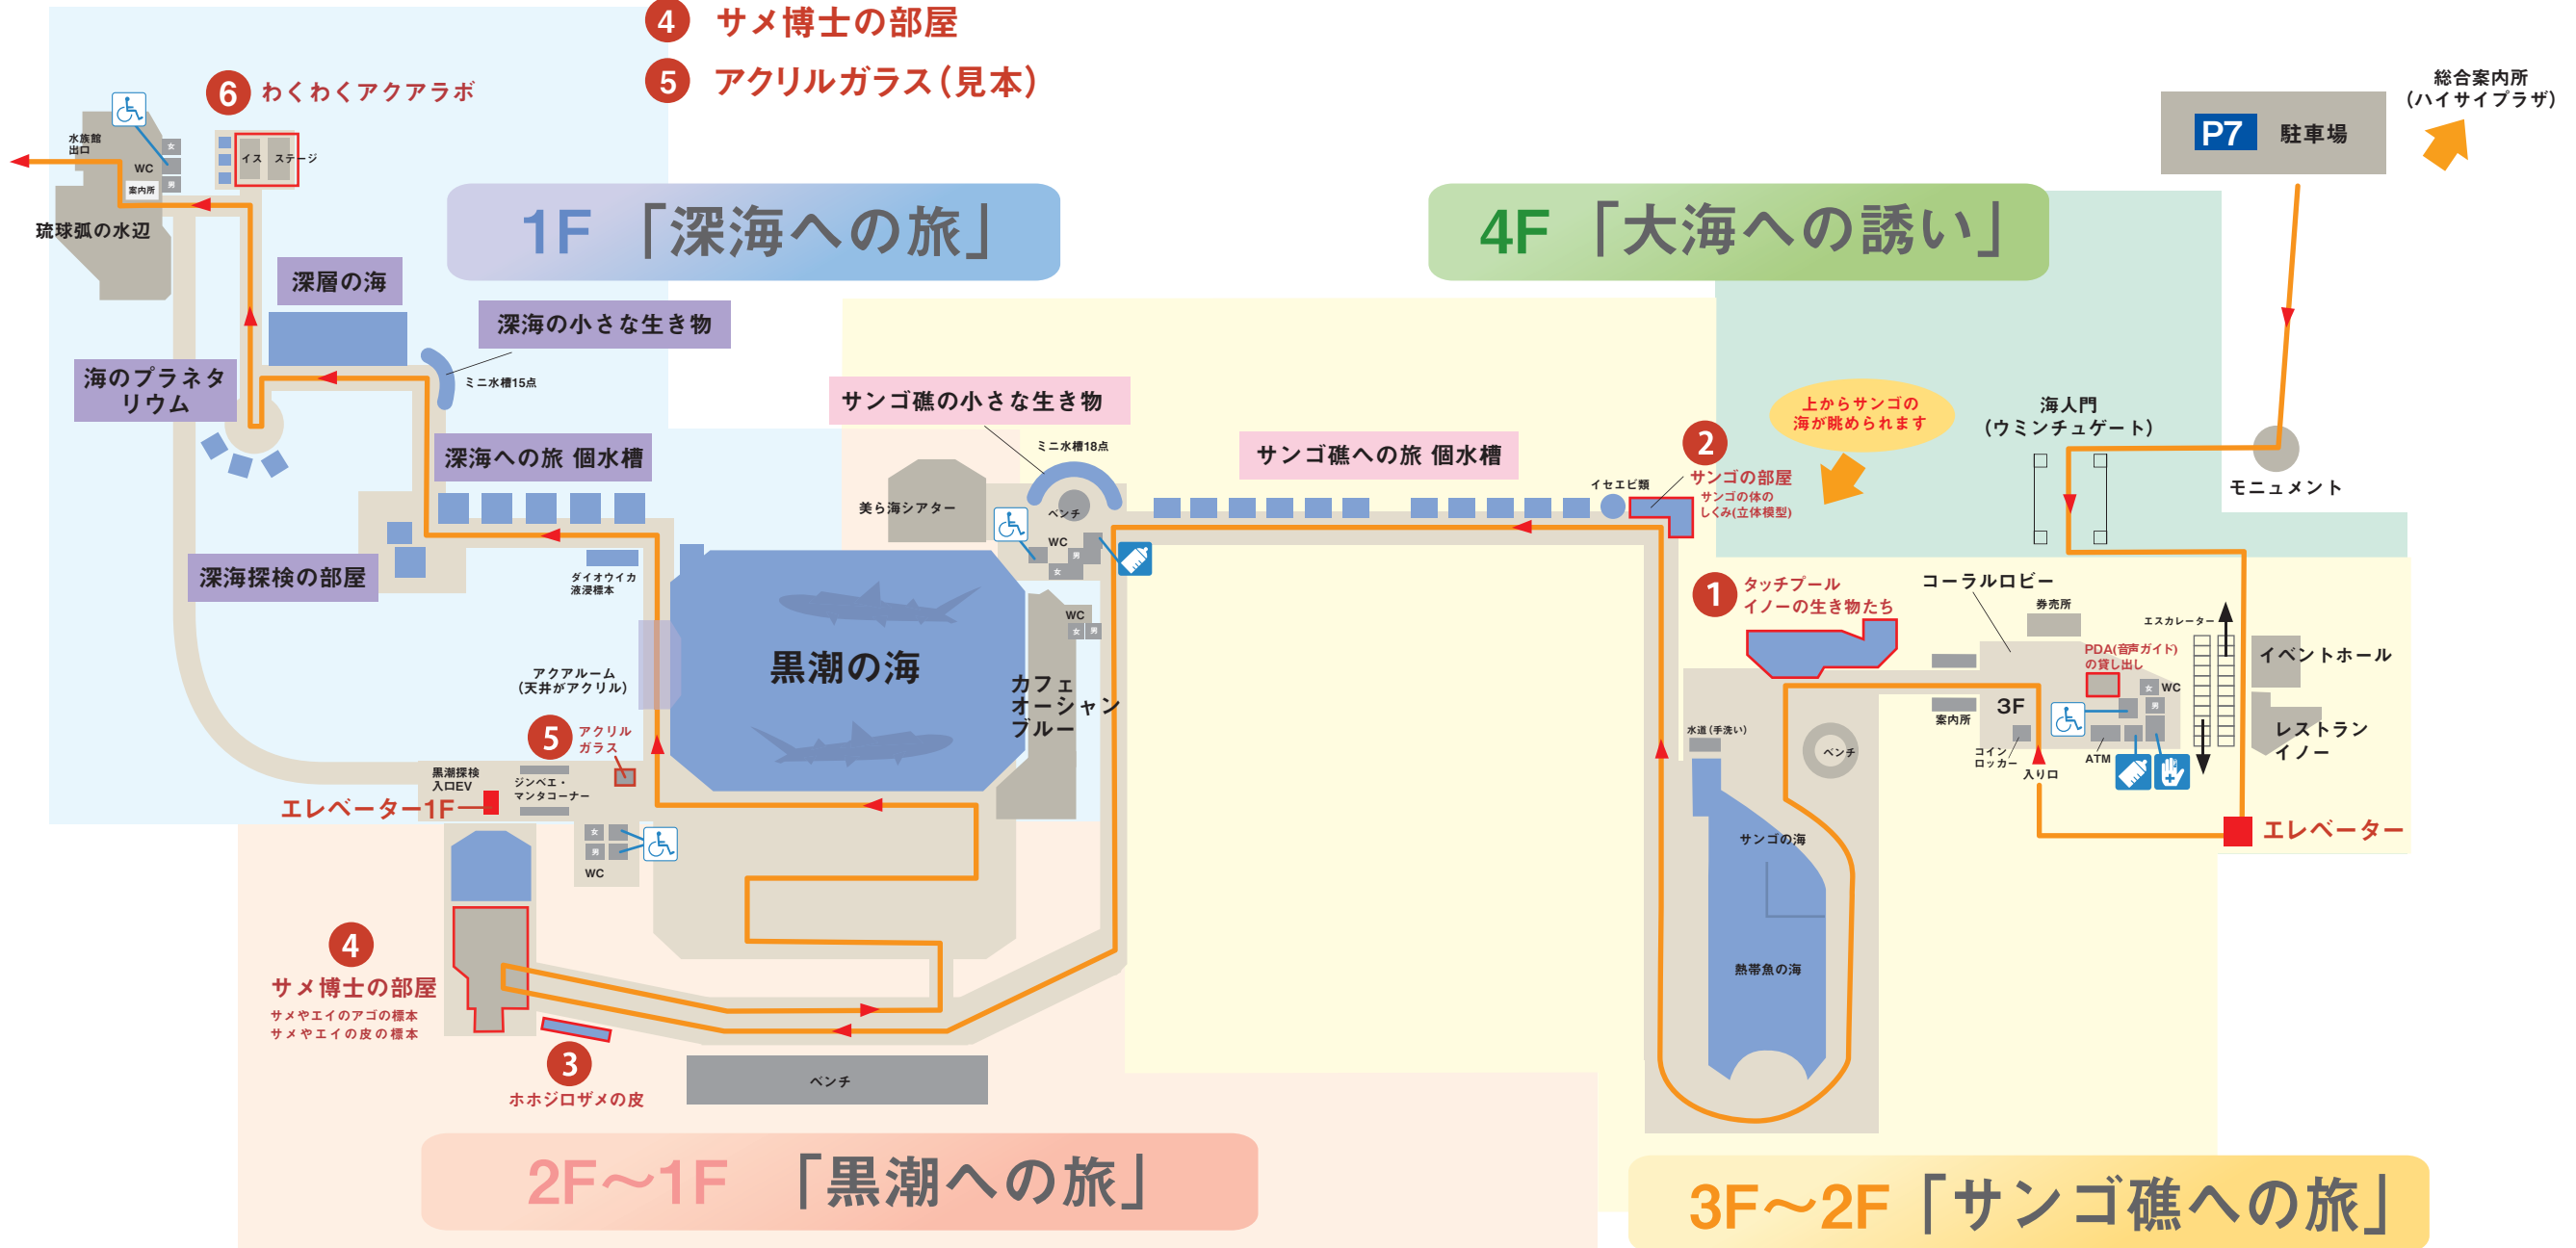 4 サメ博士の部屋
5 アクリルガラス(見本)
総合案内所
(ハイサイプラザ)
P7 駐車場
6 わくわくアクアラボ
水族館
出口
WC
案内所
女
男
イス ステージ
琉球弧の水辺
1F 「深海への旅」
4F 「大海への誘い」
深層の海
深海の小さな生き物
ミニ水槽15点
海のプラネタ
リウム
深海への旅 個水槽
深海探検の部屋
ダイオウイカ
液浸標本
サンゴ礁の小さな生き物
ミニ水槽18点
美ら海シアター
ベンチ
WC
男
女
サンゴ礁への旅 個水槽
イセエビ類
2
サンゴの部屋
サンゴの体の
しくみ(立体模型)
上からサンゴの
海が眺められます
海人門
(ウミンチュゲート)
モニュメント
1 タッチプール
イノーの生き物たち
コーラルロビー
券売所
エスカレーター
イベントホール
PDA(音声ガイド)
の貸し出し
女
WC
男
3F
案内所
コイン
ロッカー
入り口
ATM
レストラン
イノー
エレベーター
アクアルーム
(天井がアクリル)
黒潮の海
WC
女 男
カフェ
オーシャン
ブルー
5 アクリル
ガラス
黒潮探検
入口EV
ジンベエ・
マンタコーナー
エレベーター1F
女
男
WC
水道(手洗い)
ベンチ
サンゴの海
熱帯魚の海
4
サメ博士の部屋
サメやエイのアゴの標本
サメやエイの皮の標本
3
ホホジロザメの皮
ベンチ
2F～1F 「黒潮への旅」
3F～2F 「サンゴ礁への旅」